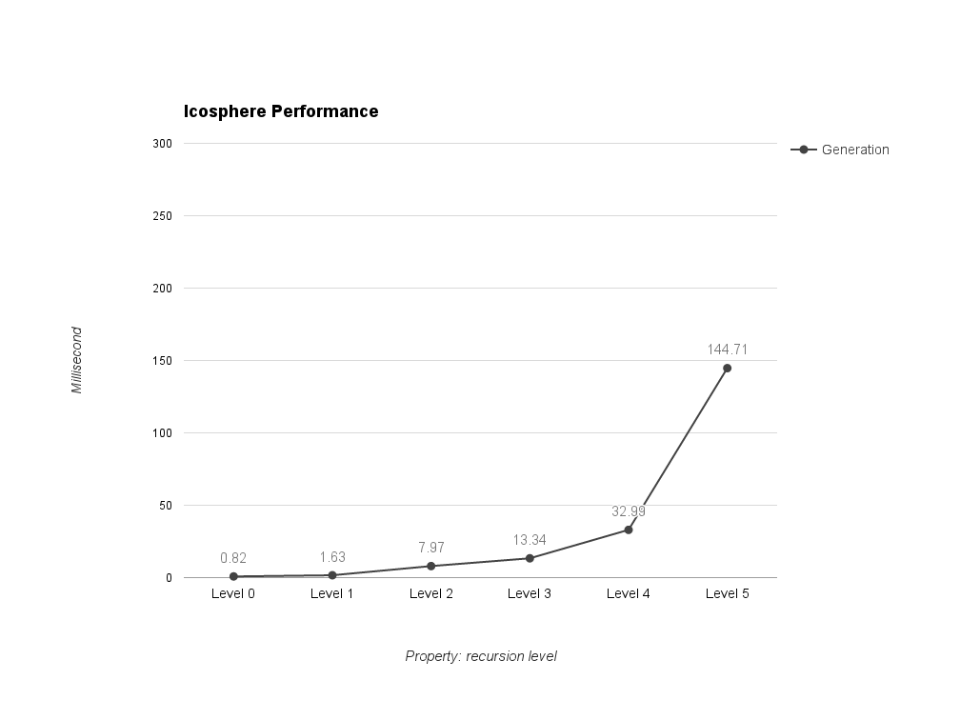 Icosphere Performance
300
Generation
250
200
150
100
50
0
Millisecond
0.82
1.63
7.97
13.34
32.99
144.71
Level 0 Level 1 Level 2 Level 3 Level 4 Level 5
Property: recursion level